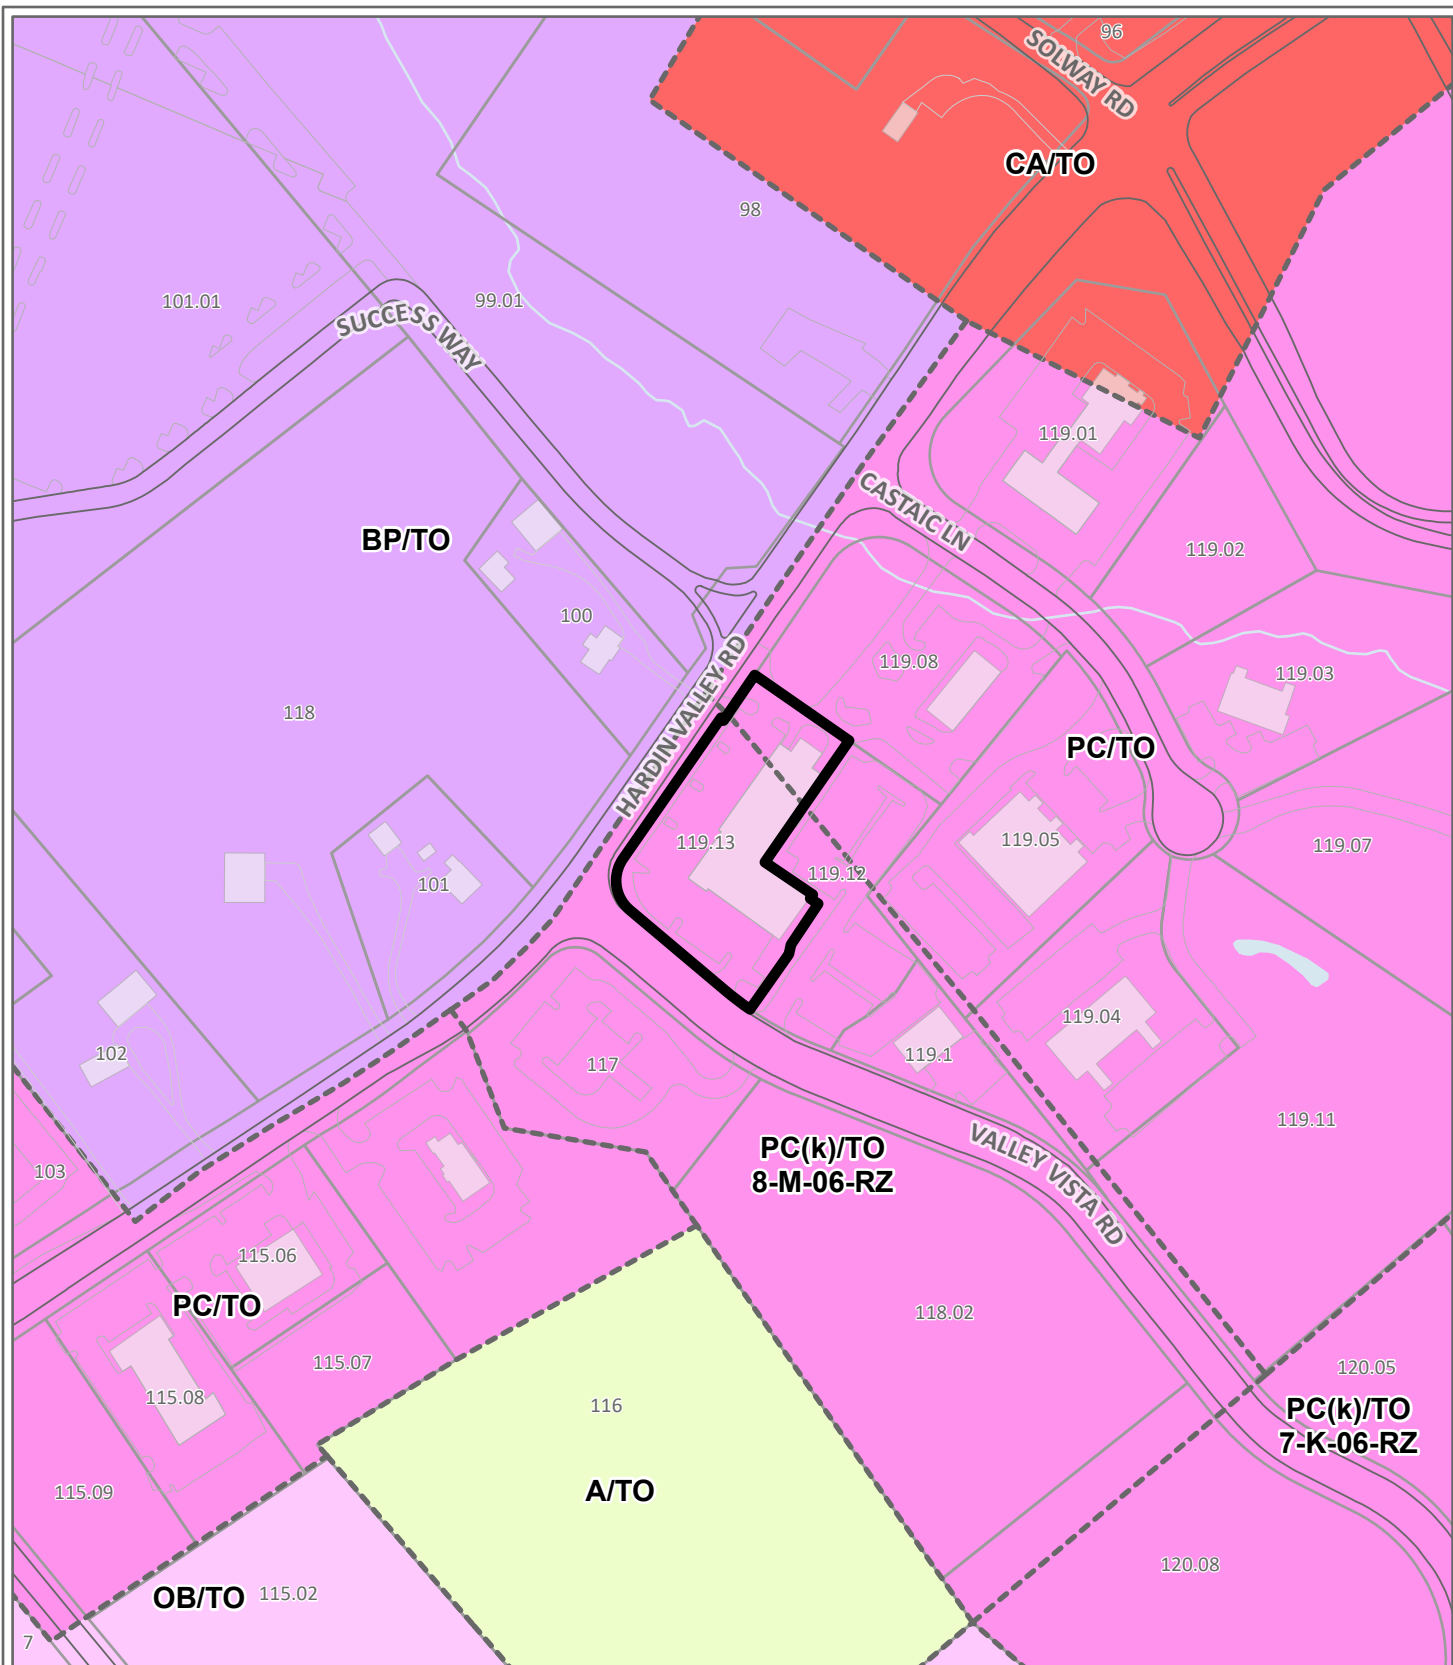 96
SOLWAY RD
CA/TO
98
101.01
99.01
SUCCESS WAY
119.01
CASTAIC LN
BP/TO
119.02
100
119.08
119.03
118
HARDIN VALLEY RD
PC/TO
119.13
119.05
119.07
119.12
101
119.04
102
119.1
117
119.11
PC(k)/TO
8-M-06-RZ
VALLEY VISTA RD
103
115.06
PC/TO
118.02
115.07
120.05
115.08
116
PC(k)/TO
7-K-06-RZ
115.09
A/TO
120.08
OB/TO
115.02
7